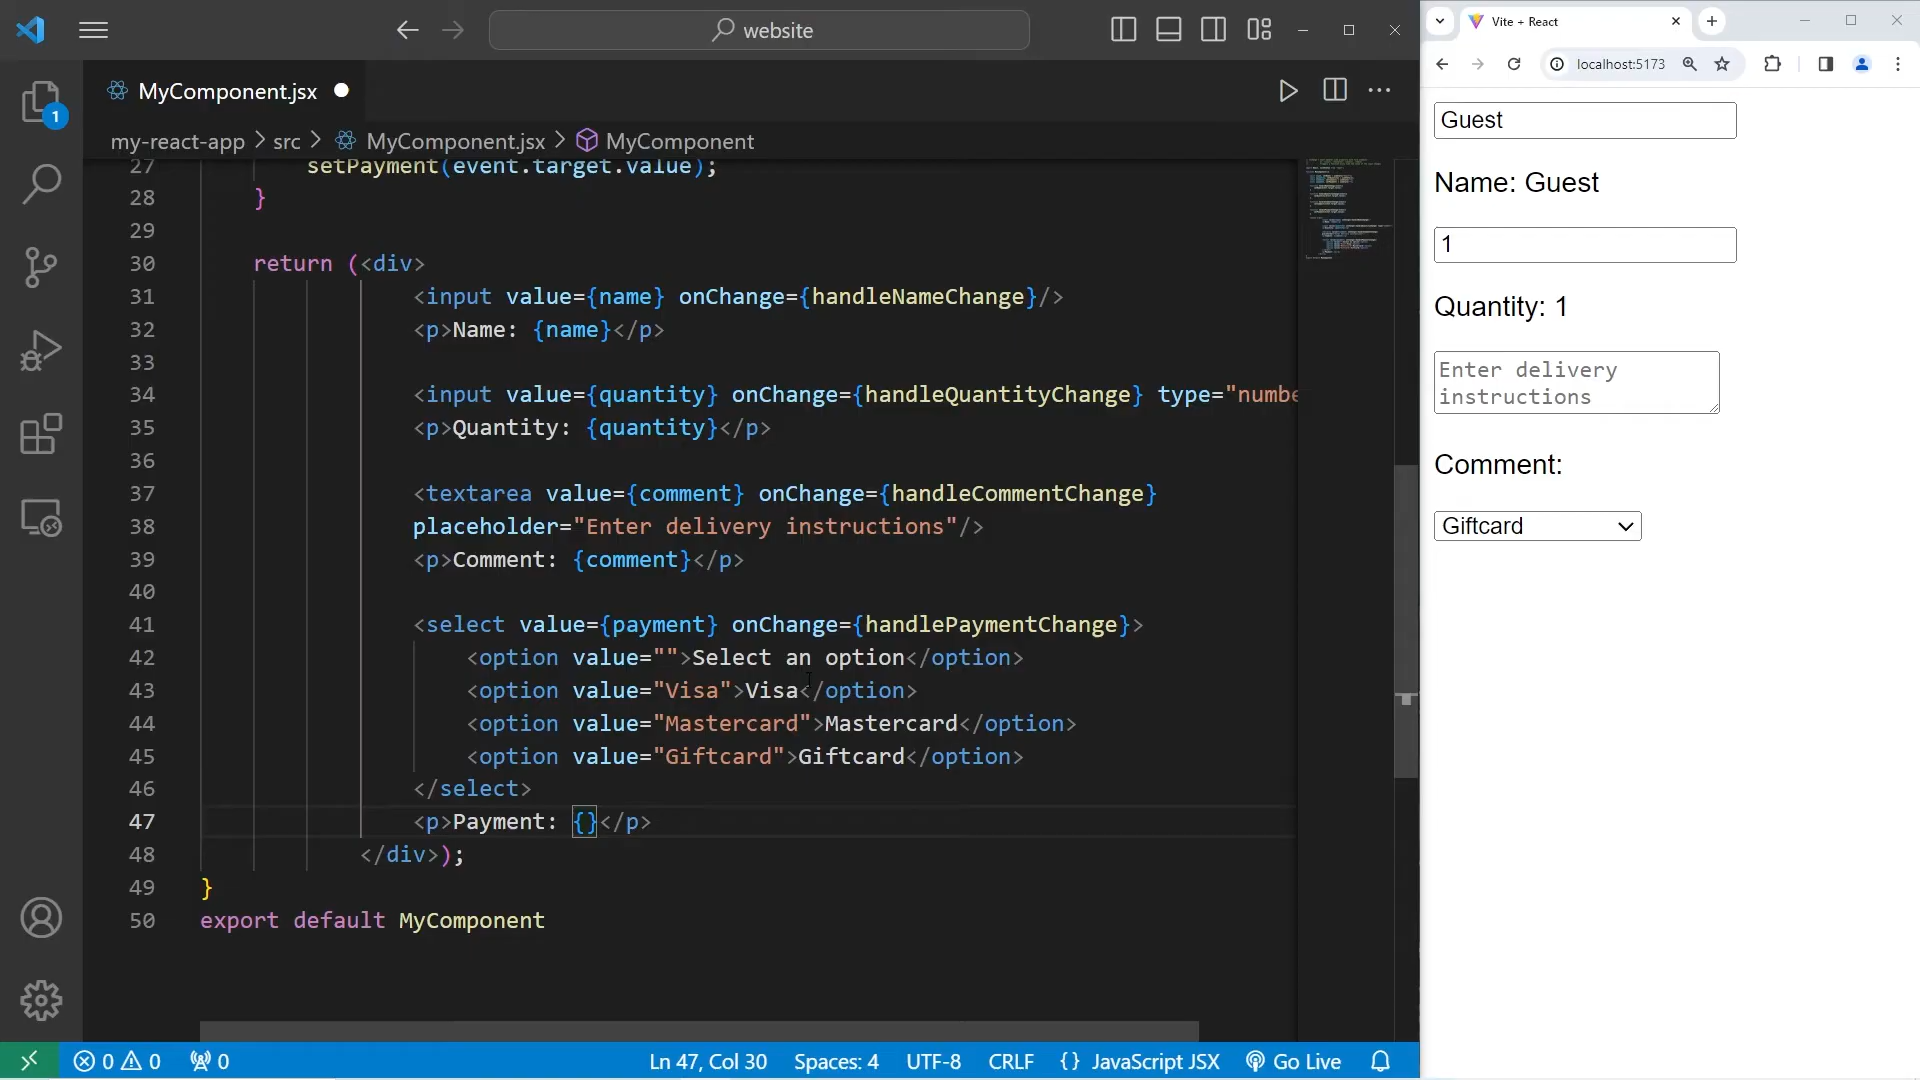 website
MyComponent.jsx
1
my-react-app > src > MyComponent.jsx > MyComponent
27 setPayment(event.target.value);
28 }
29
30 return (<div>
31 <input value={name} onChange={handleNameChange}/>
32 <p>Name: {name}</p>
33
34 <input value={quantity} onChange={handleQuantityChange} type="numbe
35 <p>Quantity: {quantity}</p>
36
37 <textarea value={comment} onChange={handleCommentChange}
38 placeholder="Enter delivery instructions"/>
39 <p>Comment: {comment}</p>
40
41 <select value={payment} onChange={handlePaymentChange}>
42 <option value="">Select an option</option>
43 <option value="Visa">Visa</option>
44 <option value="Mastercard">Mastercard</option>
45 <option value="Giftcard">Giftcard</option>
46 </select>
47 <p>Payment: {}</p>
48 </div>);
49 }
50 export default MyComponent
0 0 0 Ln 47, Col 30 Spaces: 4 UTF-8 CRLF {} JavaScript JSX Go Live
Vite + React
localhost:5173
Guest
Name: Guest
1
Quantity: 1
Enter delivery
instructions
Comment:
Giftcard